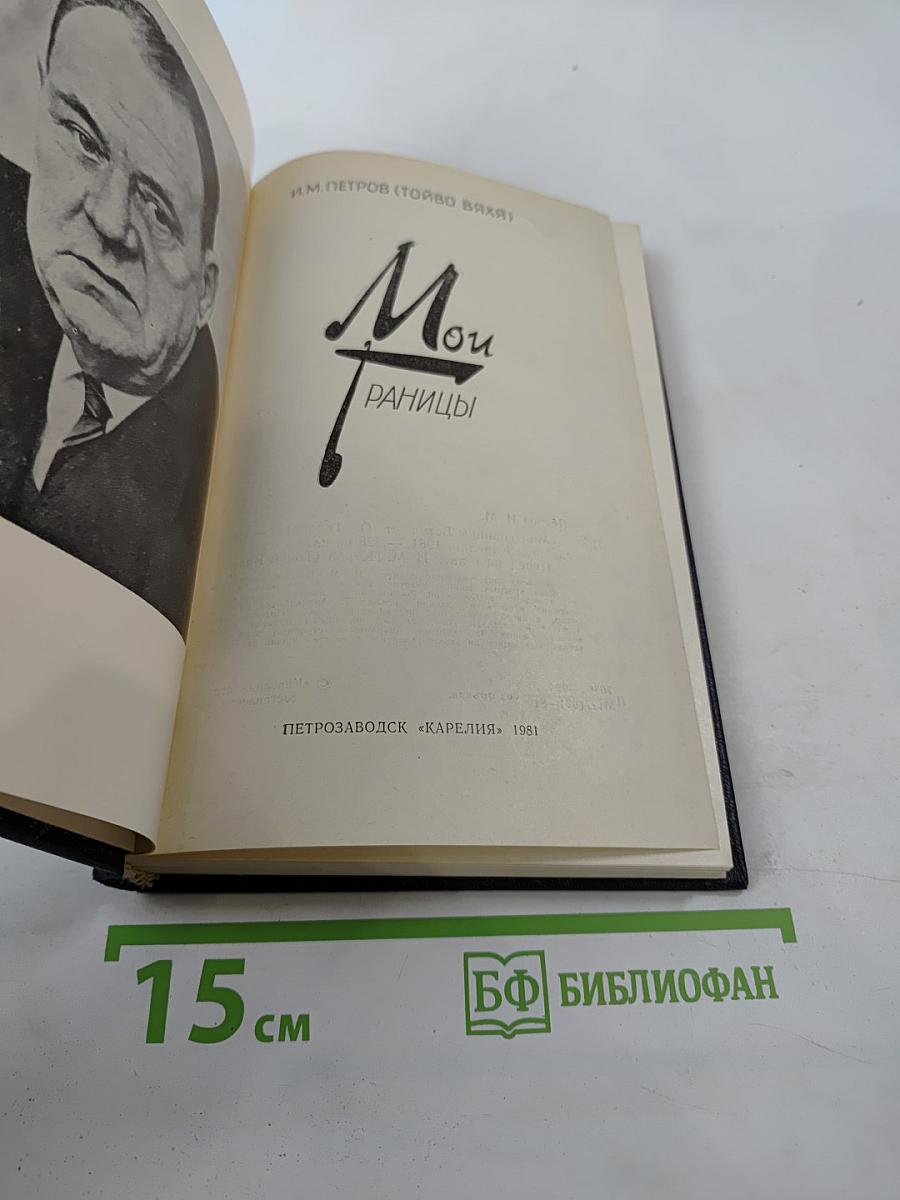 И.М. ПЕТРОВ (ТОЙВО ВЯХЯ)
Мои
ГРАНИЦЫ
ПЕТРОЗАВОДСК «КАРЕЛИЯ» 1981
15 см
БФ БИБЛИОФАН